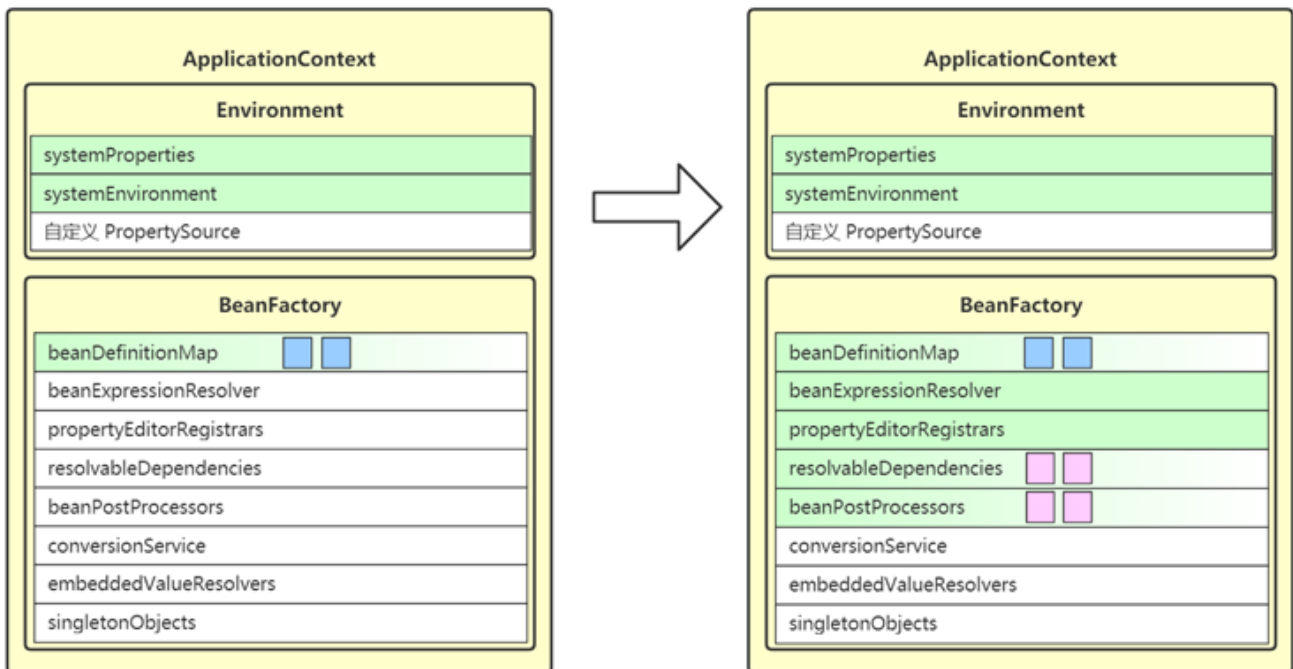 ApplicationContext
Environment
systemProperties
systemEnvironment
自定义 PropertySource
BeanFactory
beanDefinitionMap
beanExpressionResolver
propertyEditorRegistrars
resolvableDependencies
beanPostProcessors
conversionService
embeddedValueResolvers
singletonObjects
ApplicationContext
Environment
systemProperties
systemEnvironment
自定义 PropertySource
BeanFactory
beanDefinitionMap
beanExpressionResolver
propertyEditorRegistrars
resolvableDependencies
beanPostProcessors
conversionService
embeddedValueResolvers
singletonObjects